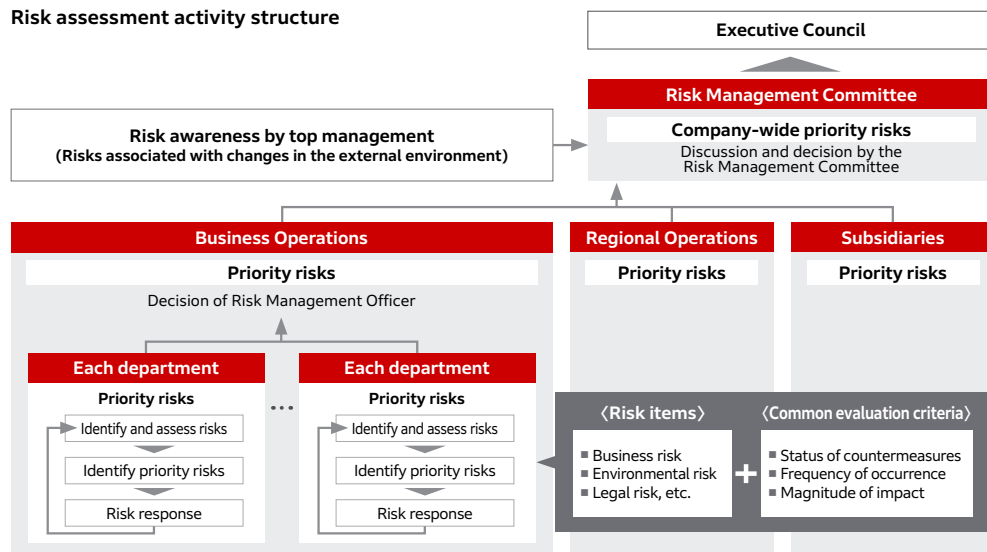 Risk assessment activity structure
Executive Council
Risk Management Committee
Company-wide priority risks
Discussion and decision by the
Risk Management Committee
Risk awareness by top management
(Risks associated with changes in the external environment)
Business Operations
Priority risks
Decision of Risk Management Officer
Regional Operations
Priority risks
Subsidiaries
Priority risks
Each department
Priority risks
Identify and assess risks
Identify priority risks
Risk response
...
Each department
Priority risks
Identify and assess risks
Identify priority risks
Risk response
〈Risk items〉
■ Business risk
■ Environmental risk
■ Legal risk, etc.
+
〈Common evaluation criteria〉
■ Status of countermeasures
■ Frequency of occurrence
■ Magnitude of impact